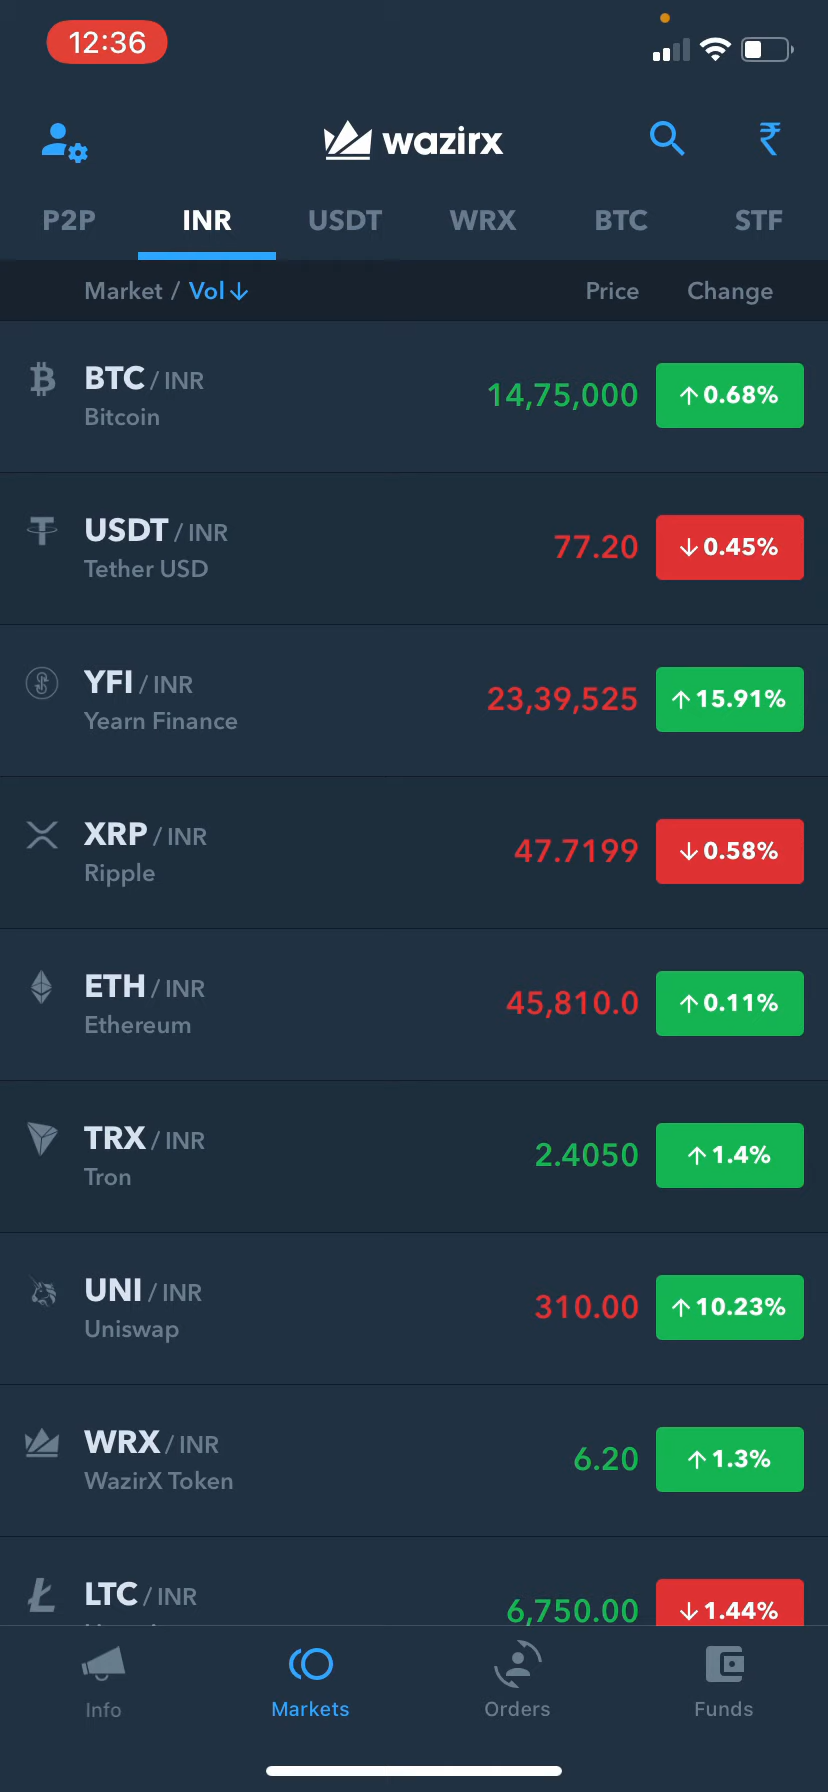 12:36
wazirx
P2P INR USDT WRX BTC STF
Market / Vol↓ Price Change
BTC / INR 14,75,000 ↑ 0.68%
Bitcoin
USDT / INR 77.20 ↓ 0.45%
Tether USD
YFI / INR 23,39,525 ↑ 15.91%
Yearn Finance
XRP / INR 47.7199 ↓ 0.58%
Ripple
ETH / INR 45,810.0 ↑ 0.11%
Ethereum
TRX / INR 2.4050 ↑ 1.4%
Tron
UNI / INR 310.00 ↑ 10.23%
Uniswap
WRX / INR 6.20 ↑ 1.3%
WazirX Token
LTC / INR 6,750.00 ↓ 1.44%
Info Markets Orders Funds